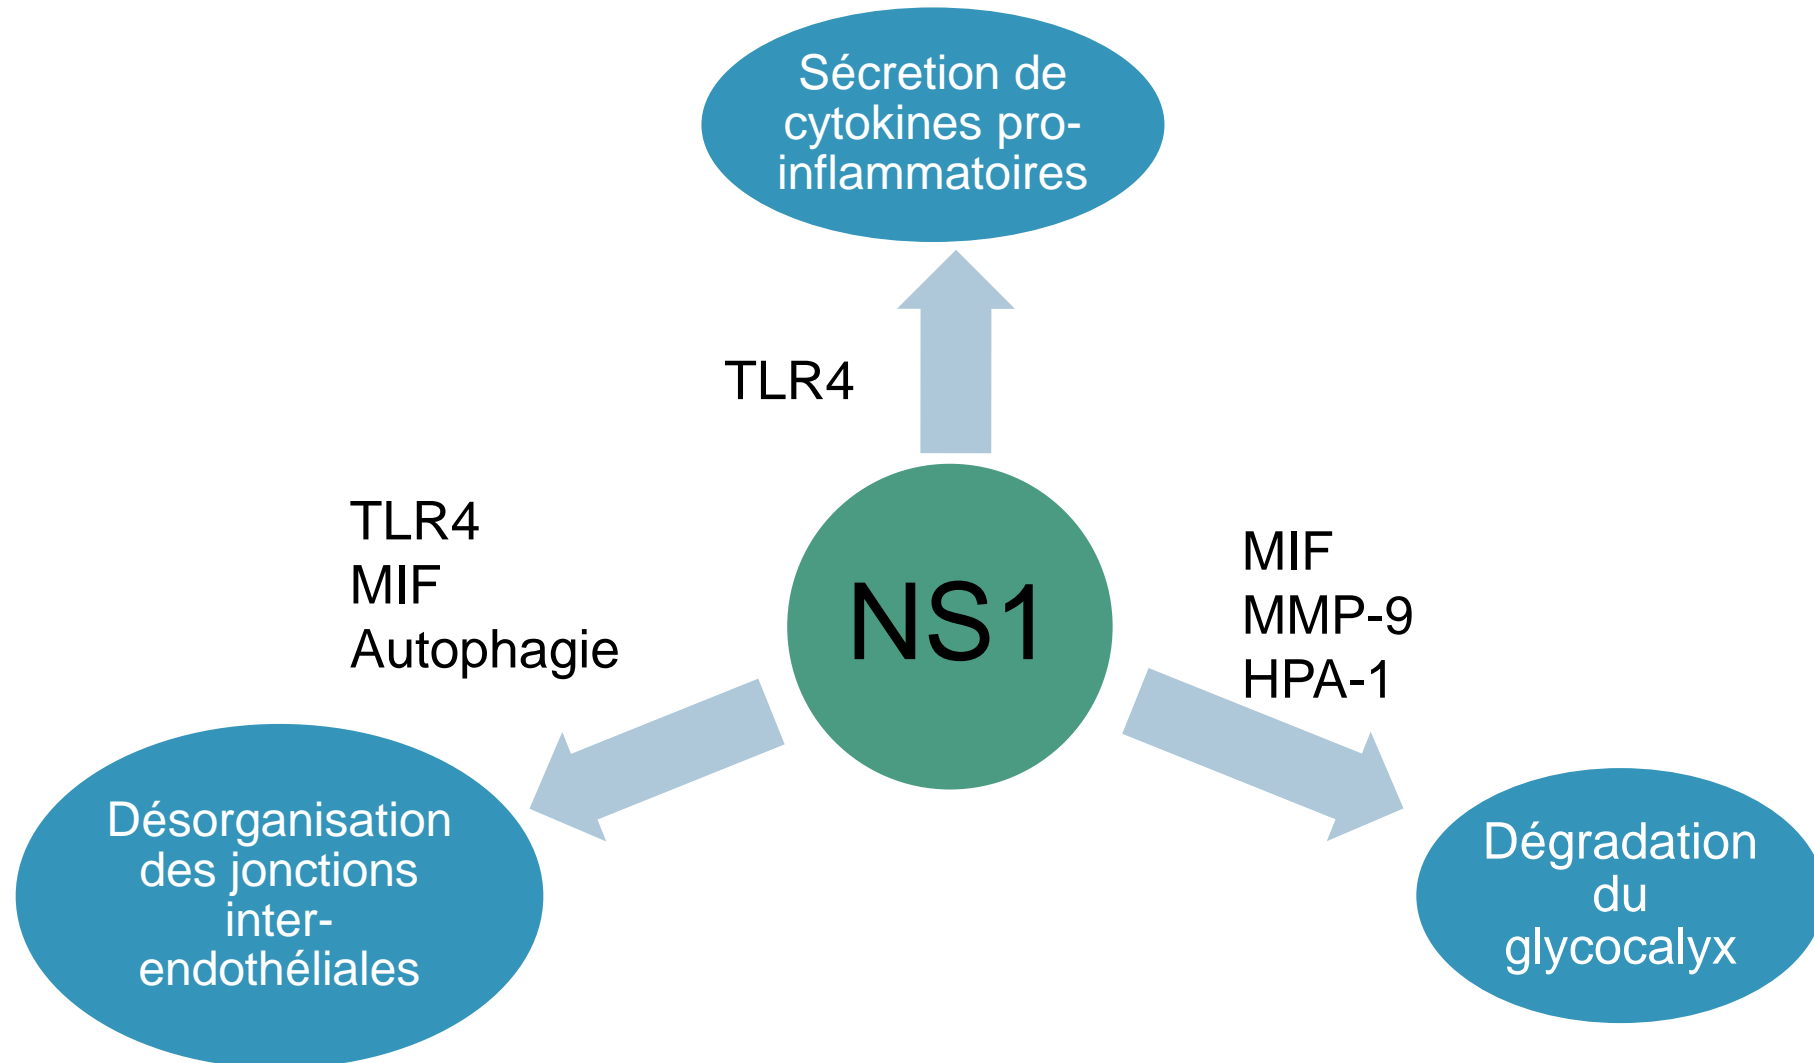 Sécretion de
cytokines pro-
inflammatoires
TLR4
TLR4
MIF
Autophagie
NS1
MIF
MMP-9
HPA-1
Désorganisation
des jonctions
inter-
endothéliales
Dégradation
du
glycocalyx